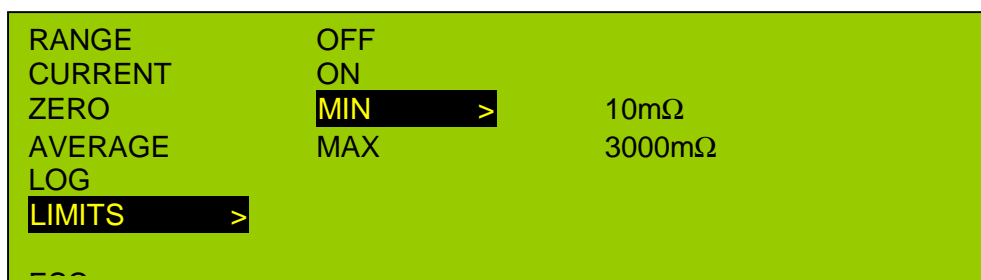 RANGE OFF
CURRENT ON
ZERO MIN > 10mΩ
AVERAGE MAX 3000mΩ
LOG
LIMITS >